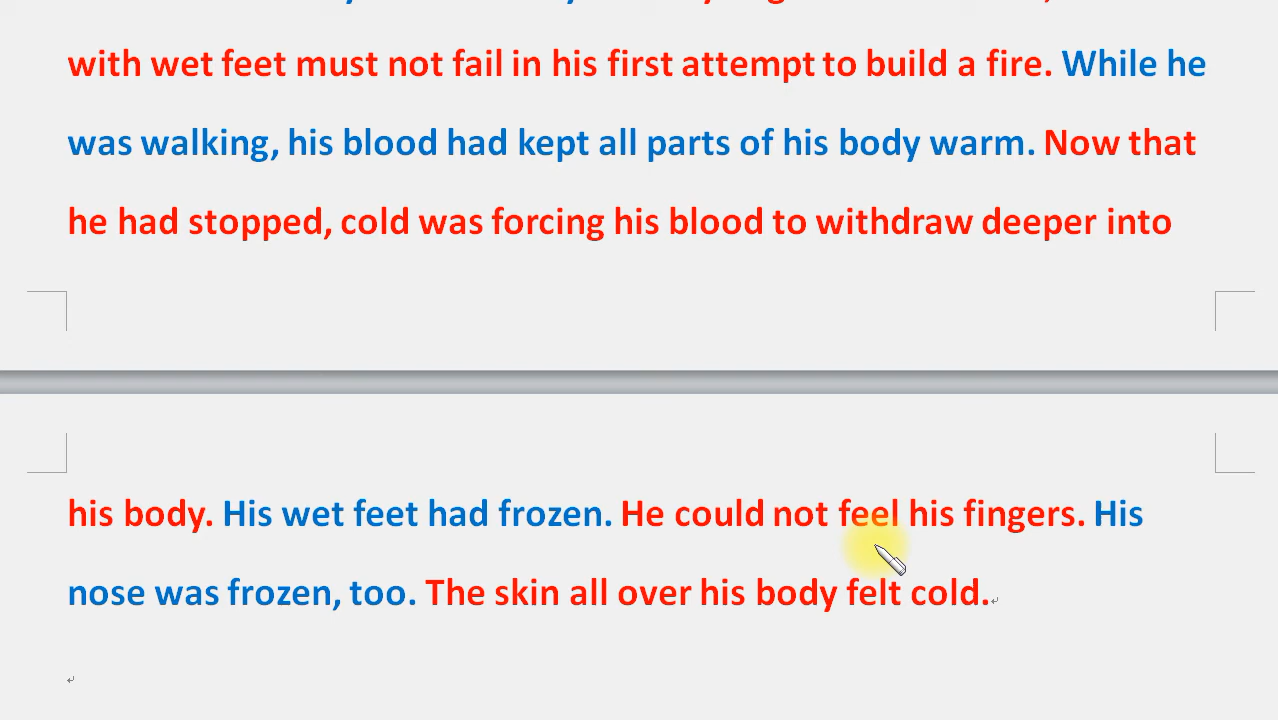 with wet feet must not fail in his first attempt to build a fire. While he
was walking, his blood had kept all parts of his body warm. Now that
he had stopped, cold was forcing his blood to withdraw deeper into
his body. His wet feet had frozen. He could not feel his fingers. His
nose was frozen, too. The skin all over his body felt cold.